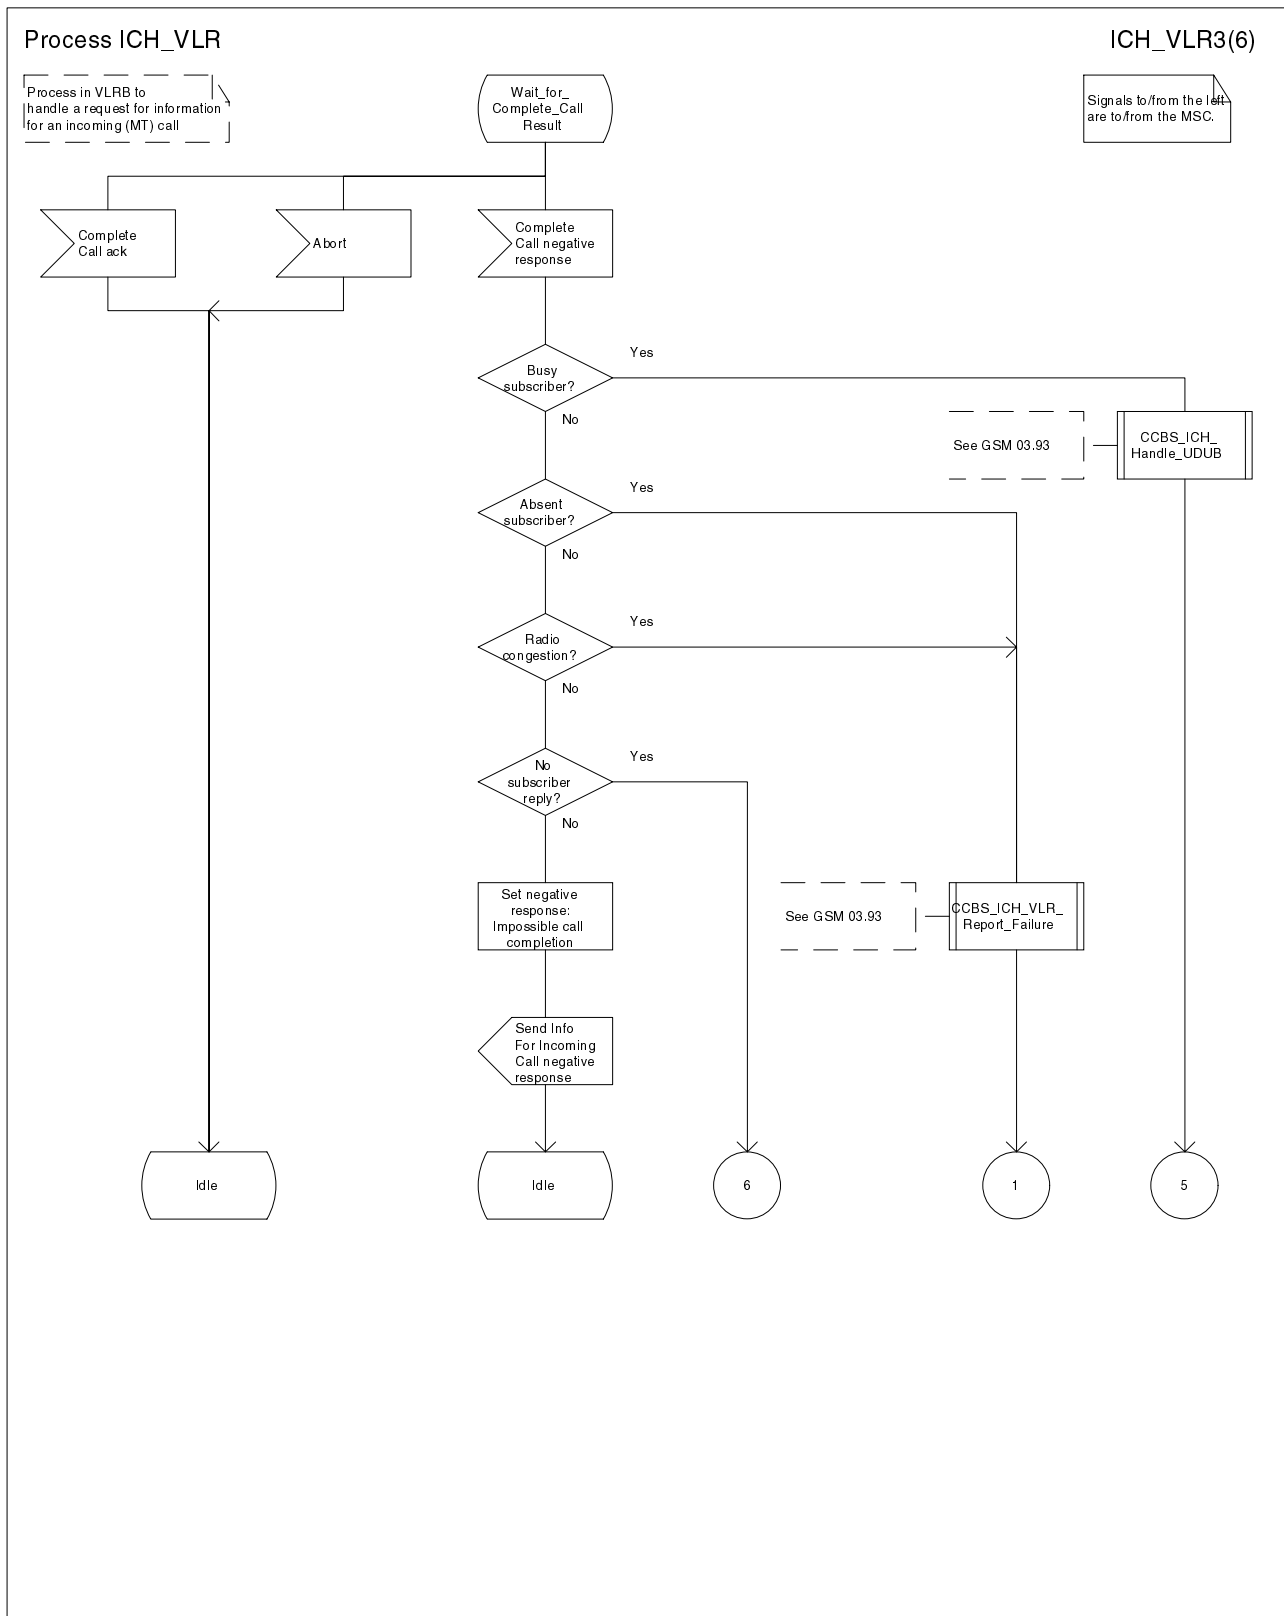 Process ICH_VLR
ICH_VLR3(6)
Process in VLRB to
handle a request for information
for an incoming (MT) call
Wait_for_
Complete_Call
Result
Signals to/from the left
are to/from the MSC.
Complete
Call ack
Abort
Complete
Call negative
response
Busy
subscriber?
Yes
No
See GSM 03.93
CCBS_ICH_
Handle_UDUB
Absent
subscriber?
Yes
No
Radio
congestion?
Yes
No
No
subscriber
reply?
Yes
No
Set negative
response:
Impossible call
completion
See GSM 03.93
CCBS_ICH_VLR_
Report_Failure
Send Info
For Incoming
Call negative
response
Idle
Idle
6
1
5